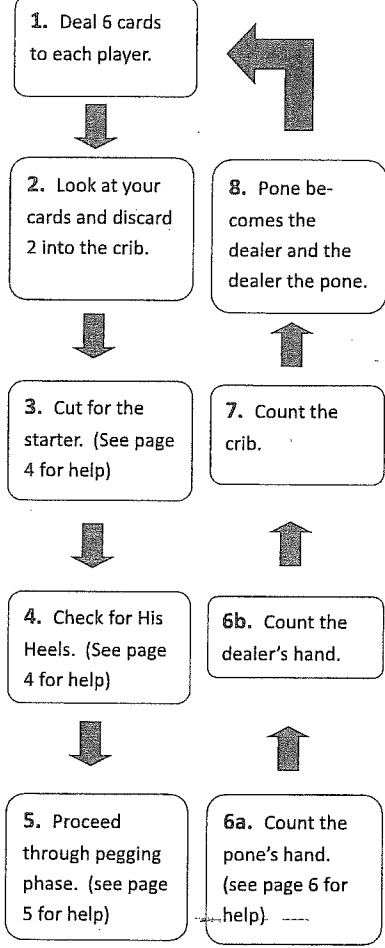 1. Deal 6 cards
to each player.
2. Look at your
cards and discard
2 into the crib.
3. Cut for the
starter. (See page
4 for help)
4. Check for His
Heels. (See page
4 for help)
5. Proceed
through pegging
phase. (see page
5 for help)
6a. Count the
pone's hand.
(see page 6 for
help)
6b. Count the
dealer's hand.
7. Count the
crib.
8. Pone be-
comes the
dealer and the
dealer the pone.